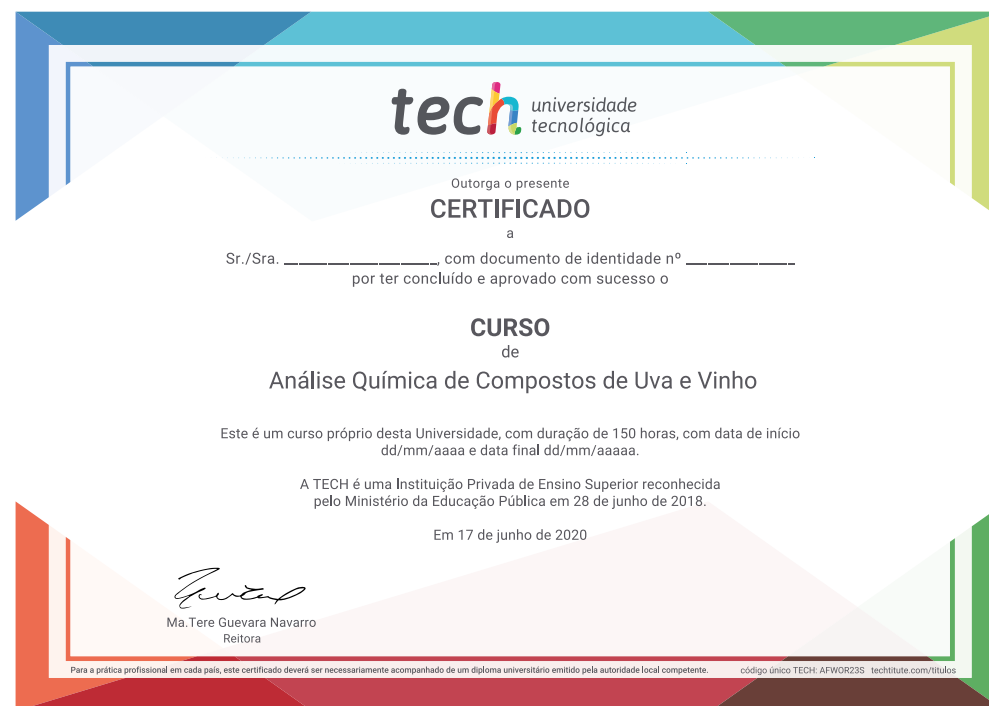 tech universidade
tecnológica
Outorga o presente
CERTIFICADO
a
Sr./Sra. ____________________, com documento de identidade nº ______________
por ter concluído e aprovado com sucesso o
CURSO
de
Análise Química de Compostos de Uva e Vinho
Este é um curso próprio desta Universidade, com duração de 150 horas, com data de início
dd/mm/aaaa e data final dd/mm/aaaaa.
A TECH é uma Instituição Privada de Ensino Superior reconhecida
pelo Ministério da Educação Pública em 28 de junho de 2018.
Em 17 de junho de 2020
Ma.Tere Guevara Navarro
Reitora
Para a prática profissional em cada país, este certificado deverá ser necessariamente acompanhado de um diploma universitário emitido pela autoridade local competente. código único TECH: AFWOR23S techtitute.com/titulos